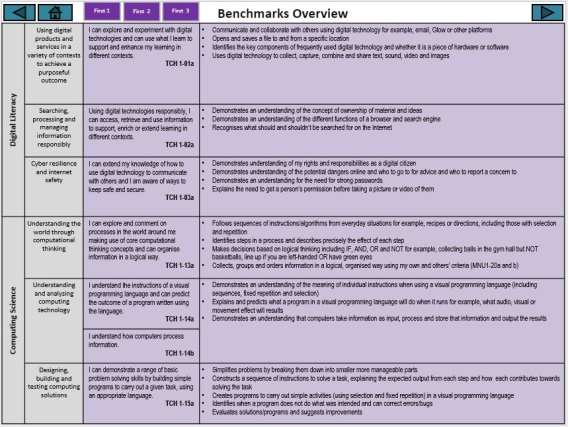 First 1
First 2
First 3
Benchmarks Overview
Digital Literacy
Using digital
products and
services in a
variety of contexts
to achieve a
purposeful
outcome
I can explore and experiment with digital
technologies and can use what I learn to
support and enhance my learning in
different contexts.
TCH 1-01a
• Communicate and collaborate with others using digital technology for example, email, Glow or other platforms
• Opens and saves a file to and from a specific location
• Identifies the key components of frequently used digital technology and whether it is a piece of hardware or software
• Uses digital technology to collect, capture, combine and share text, sound, video and images
Searching,
processing and
managing
information
responsibly
Using digital technologies responsibly, I
can access, retrieve and use information
to support, enrich or extend learning in
different contexts.
TCH 1-02a
• Demonstrates an understanding of the concept of ownership of material and ideas
• Demonstrates an understanding of the different functions of a browser and search engine
• Recognises what should and shouldn't be searched for on the Internet
Cyber resilience
and internet
safety
I can extend my knowledge of how to
use digital technology to communicate
with others and I am aware of ways to
keep safe and secure.
TCH 1-03a
• Demonstrates understanding of my rights and responsibilities as a digital citizen
• Demonstrates understanding of the potential dangers online and who to go to for advice and who to report a concern to
• Demonstrates an understanding for the need for strong passwords
• Explains the need to get a person's permission before taking a picture or video of them
Computing Science
Understanding the
world through
computational
thinking
I can explore and comment on
processes in the world around me
making use of core computational
thinking concepts and can organise
information in a logical way.
TCH 1-13a
• Follows sequences of instructions/algorithms from everyday situations for example, recipes or directions, including those with selection
and repetition
• Identifies steps in a process and describes precisely the effect of each step
• Makes decisions based on logical thinking including IF, AND, OR and NOT for example, collecting balls in the gym hall but NOT
basketballs, line up if you are left-handed OR have green eyes
• Collects, groups and orders information in a logical, organised way using my own and others' criteria (MNU1-20a and b)
Understanding
and analysing
computing
technology
I understand the instructions of a visual
programming language and can predict
the outcome of a program written using
the language.
TCH 1-14a
I understand how computers process
information.
TCH 1-14b
• Demonstrates an understanding of the meaning of individual instructions when using a visual programming language (including
sequences, fixed repetition and selection)
• Explains and predicts what a program in a visual programming language will do when it runs for example, what audio, visual or
movement effect will results
• Demonstrates an understanding that computers take information as input, process and store that information and output the results
Designing,
building and
testing computing
solutions
I can demonstrate a range of basic
problem solving skills by building simple
programs to carry out a given task, using
an appropriate language.
TCH 1-15a
• Simplifies problems by breaking them down into smaller more manageable parts
• Constructs a sequence of instructions to solve a task, explaining the expected output from each step and how each contributes towards
solving the task
• Creates programs to carry out simple activities (using selection and fixed repetition) in a visual programming language
• Identifies when a program does not do what was intended and can correct errors/bugs
• Evaluates solutions/programs and suggests improvements